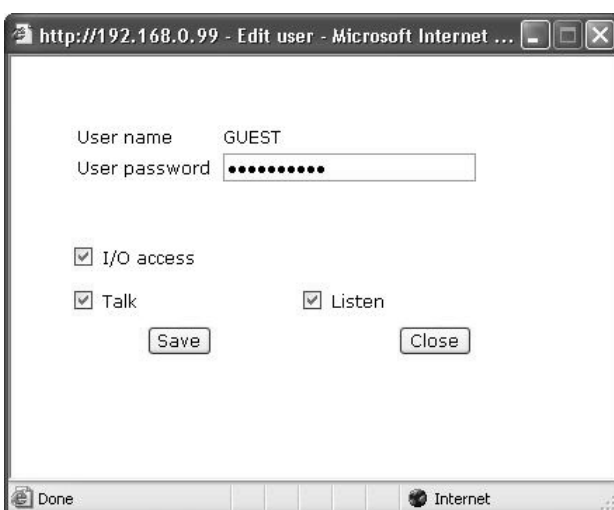 http://192.168.0.99 - Edit user - Microsoft Internet ...
User name GUEST
User password ••••••••••
I/O access
Talk Listen
Save Close
Done Internet